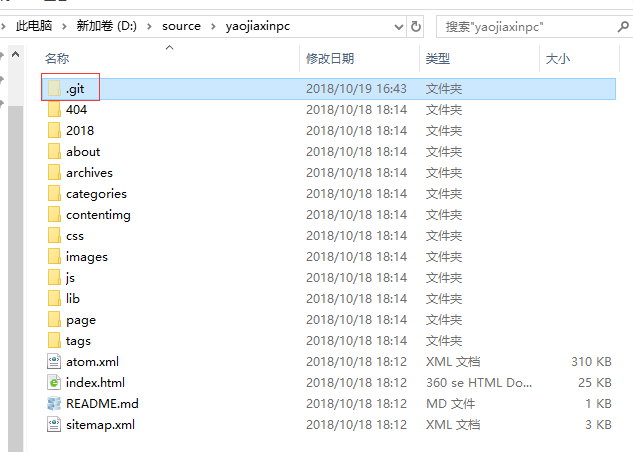 此电脑 › 新加卷 (D:) › source › yaojiaxinpc 搜索"yaojiaxinpc"
名称 修改日期 类型 大小
.git 2018/10/19 16:43 文件夹
404 2018/10/18 18:14 文件夹
2018 2018/10/18 18:14 文件夹
about 2018/10/18 18:14 文件夹
archives 2018/10/18 18:14 文件夹
categories 2018/10/18 18:14 文件夹
contentimg 2018/10/18 18:14 文件夹
css 2018/10/18 18:14 文件夹
images 2018/10/18 18:14 文件夹
js 2018/10/18 18:14 文件夹
lib 2018/10/18 18:14 文件夹
page 2018/10/18 18:14 文件夹
tags 2018/10/18 18:14 文件夹
atom.xml 2018/10/18 18:12 XML 文档 310 KB
index.html 2018/10/18 18:12 360 se HTML Do... 25 KB
README.md 2018/10/18 18:12 MD 文件 1 KB
sitemap.xml 2018/10/18 18:12 XML 文档 3 KB